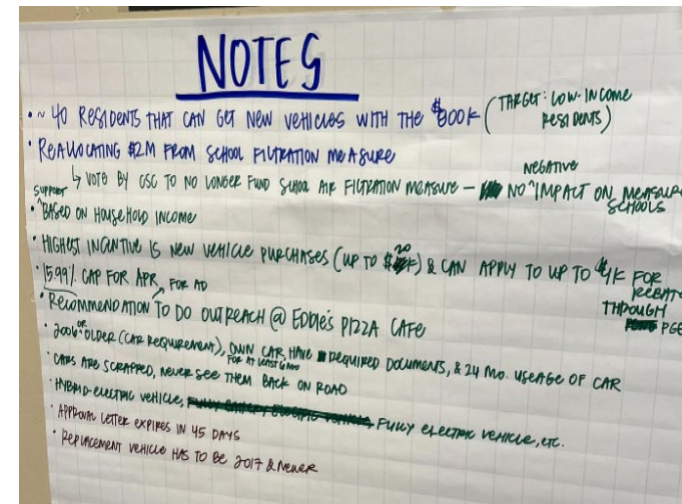 NOTES
• ~ 40 RESIDENTS THAT CAN GET NEW VEHICLES WITH THE $800K (TARGET: LOW-INCOME
RESIDENTS)
• REALLOCATING $2M FROM SCHOOL FILTRATION MEASURE
↳ VOTE BY CSC TO NO LONGER FUND SCHOOL AIR FILTRATION MEASURE – NO ^NEGATIVE IMPACT ON MEASURE
SCHOOLS
• ^SUPPORT BASED ON HOUSEHOLD INCOME
• HIGHEST INCENTIVE IS NEW VEHICLE PURCHASES (UP TO $20K) & CAN APPLY TO UP TO $4K FOR
REBATE
THROUGH
PGE
• 15.99% CAP FOR APR, FOR AD
• RECOMMENDATION TO DO OUTREACH @ EDDIE'S PIZZA CAFE
• 2006 OR OLDER (CAR REQUIREMENT), OWN CAR, FOR AT LEAST HAVE REQUIRED DOCUMENTS, & 24 MO. USEAGE OF CAR
• CARS ARE SCRAPPED, NEVER SEE THEM BACK ON ROAD
• HYBRID-ELECTRIC VEHICLE, FULLY ELECTRIC VEHICLE, ETC.
• APPROVAL LETTER EXPIRES IN 45 DAYS
• REPLACEMENT VEHICLE HAS TO BE 2017 & NEWER